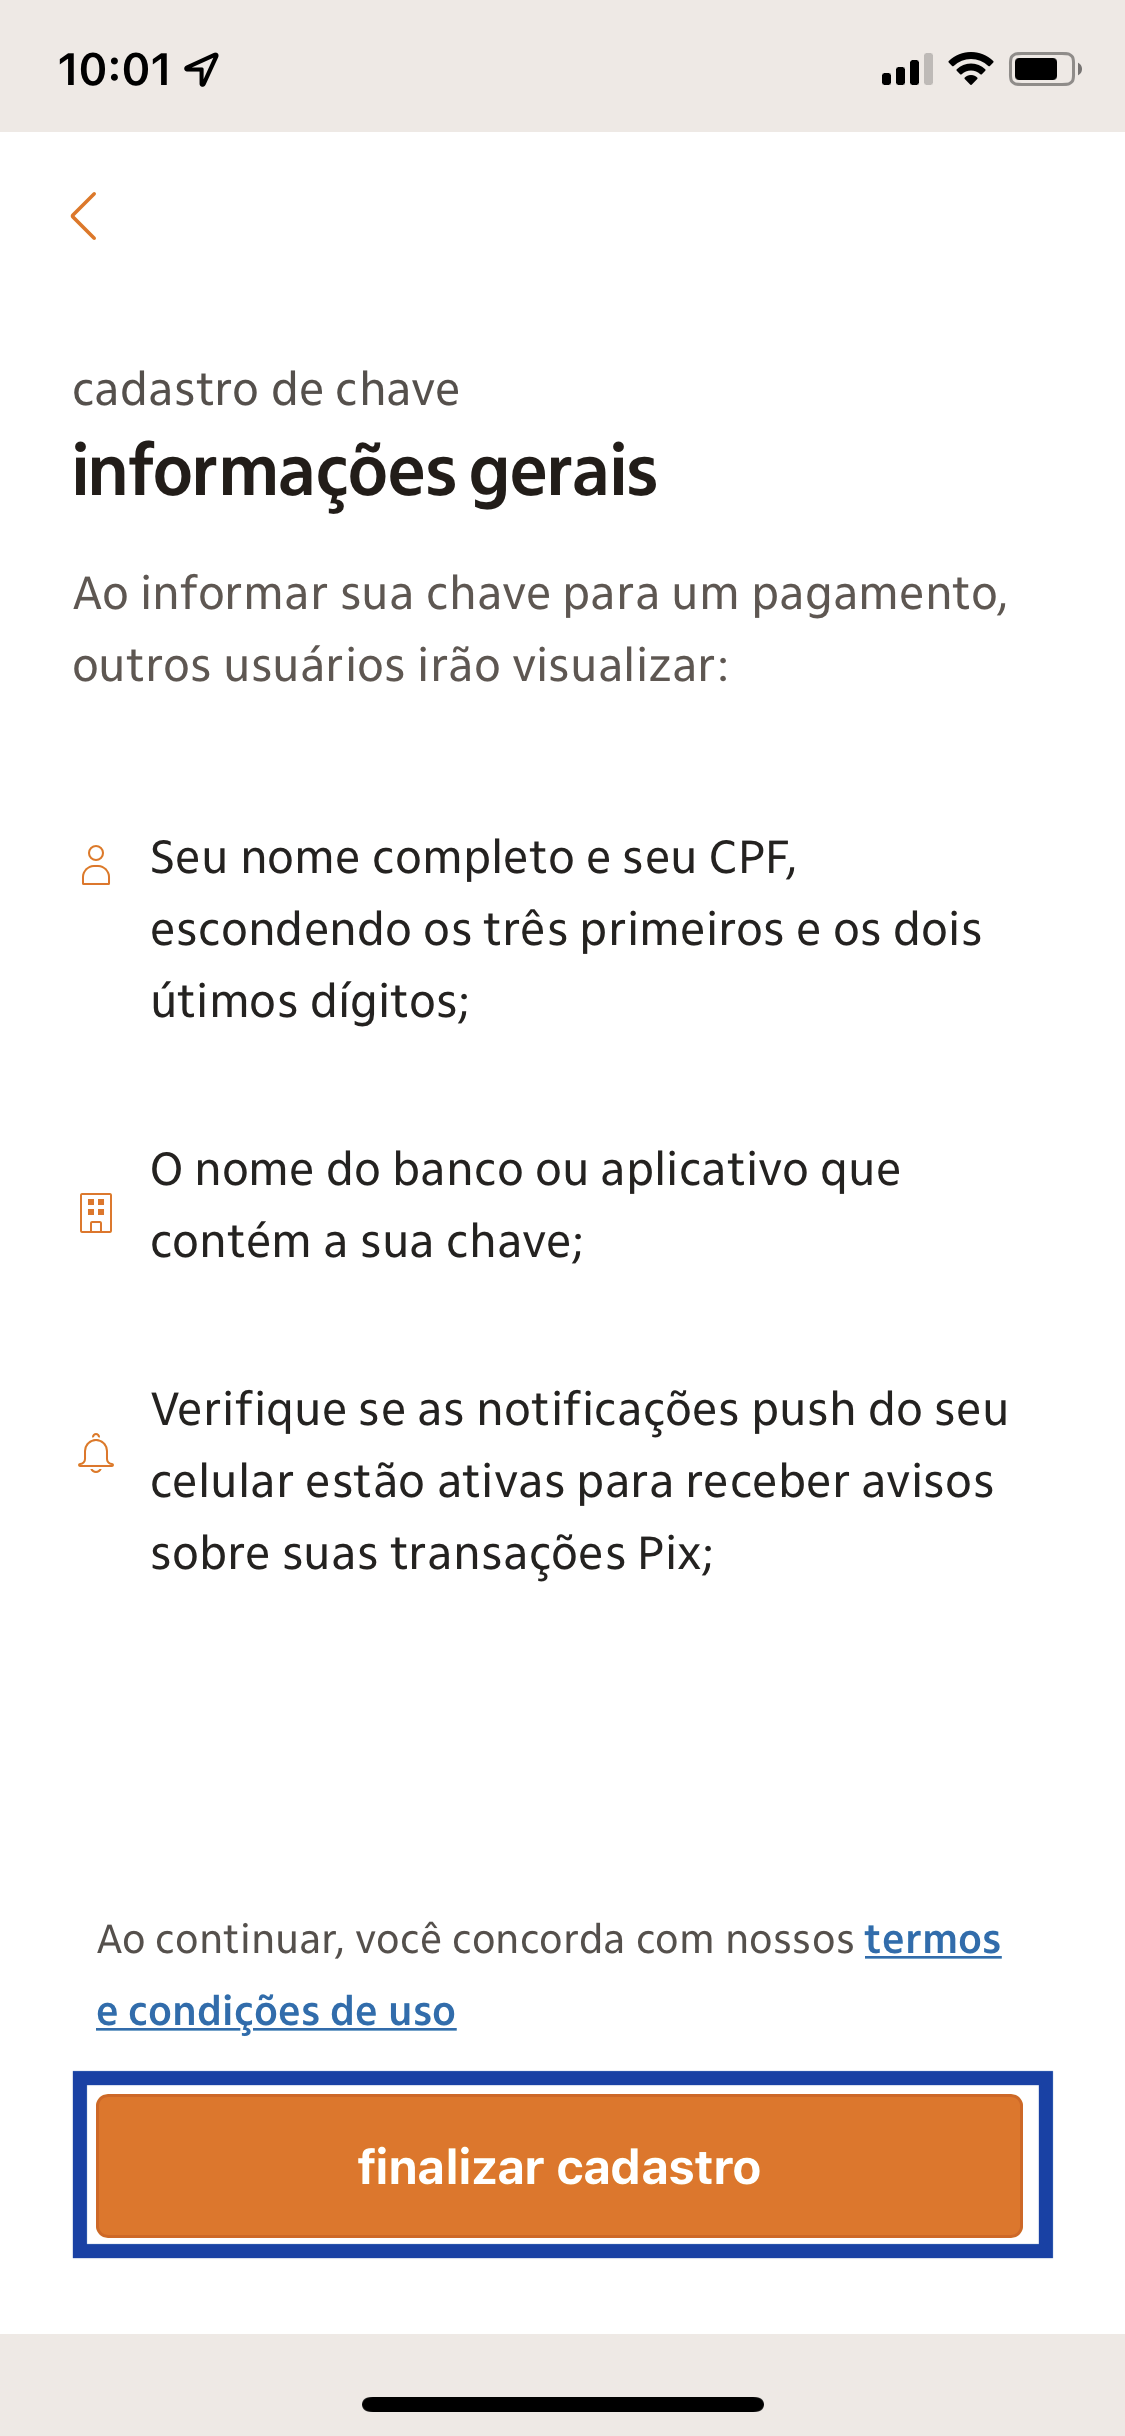 10:01
cadastro de chave
informações gerais
Ao informar sua chave para um pagamento,
outros usuários irão visualizar:
Seu nome completo e seu CPF,
escondendo os três primeiros e os dois
útimos dígitos;
O nome do banco ou aplicativo que
contém a sua chave;
Verifique se as notificações push do seu
celular estão ativas para receber avisos
sobre suas transações Pix;
Ao continuar, você concorda com nossos termos
e condições de uso
finalizar cadastro